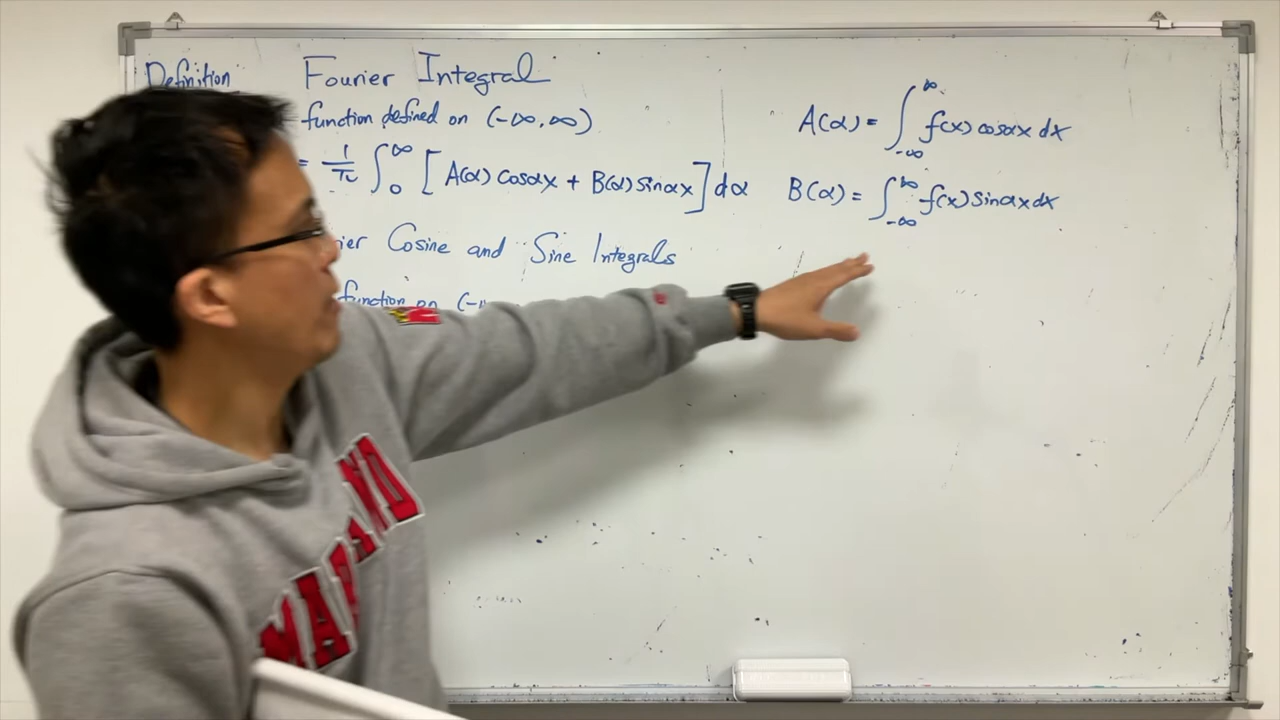 Definition Fourier Integral
function defined on (-∞, ∞)
= 1/π ∫₀^∞ [A(α) cosαx + B(α) sinαx] dα
ier Cosine and Sine Integrals
function on (-∞
A(α) = ∫_{-∞}^{∞} f(x) cosαx dx
B(α) = ∫_{-∞}^{∞} f(x) sinαx dx